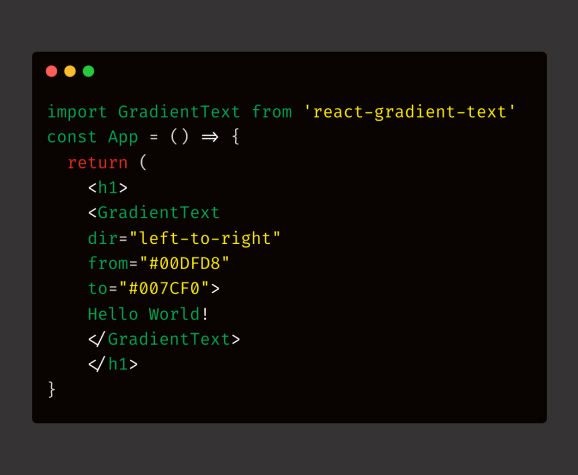 import GradientText from 'react-gradient-text'
const App = () => {
  return (
    <h1>
    <GradientText
    dir="left-to-right"
    from="#00DFD8"
    to="#007CF0">
    Hello World!
    </GradientText>
    </h1>
}